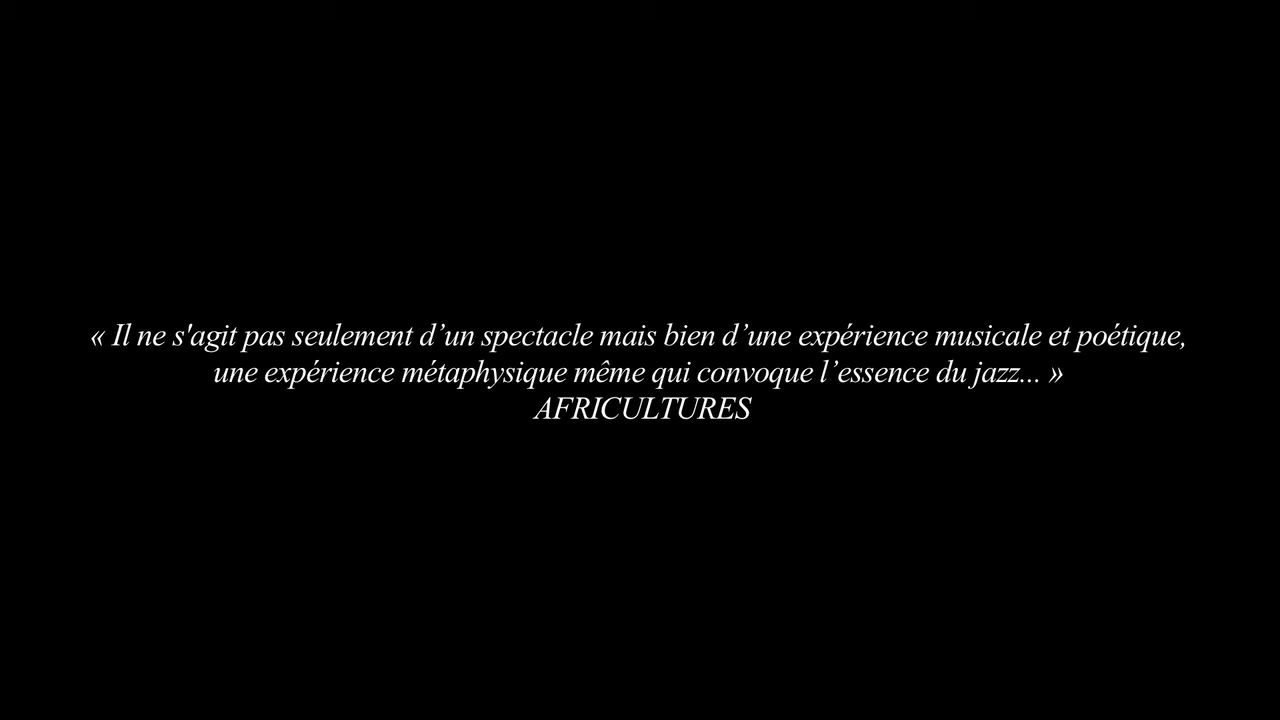 « Il ne s'agit pas seulement d’un spectacle mais bien d’une expérience musicale et poétique,
une expérience métaphysique même qui convoque l’essence du jazz... »
AFRICULTURES